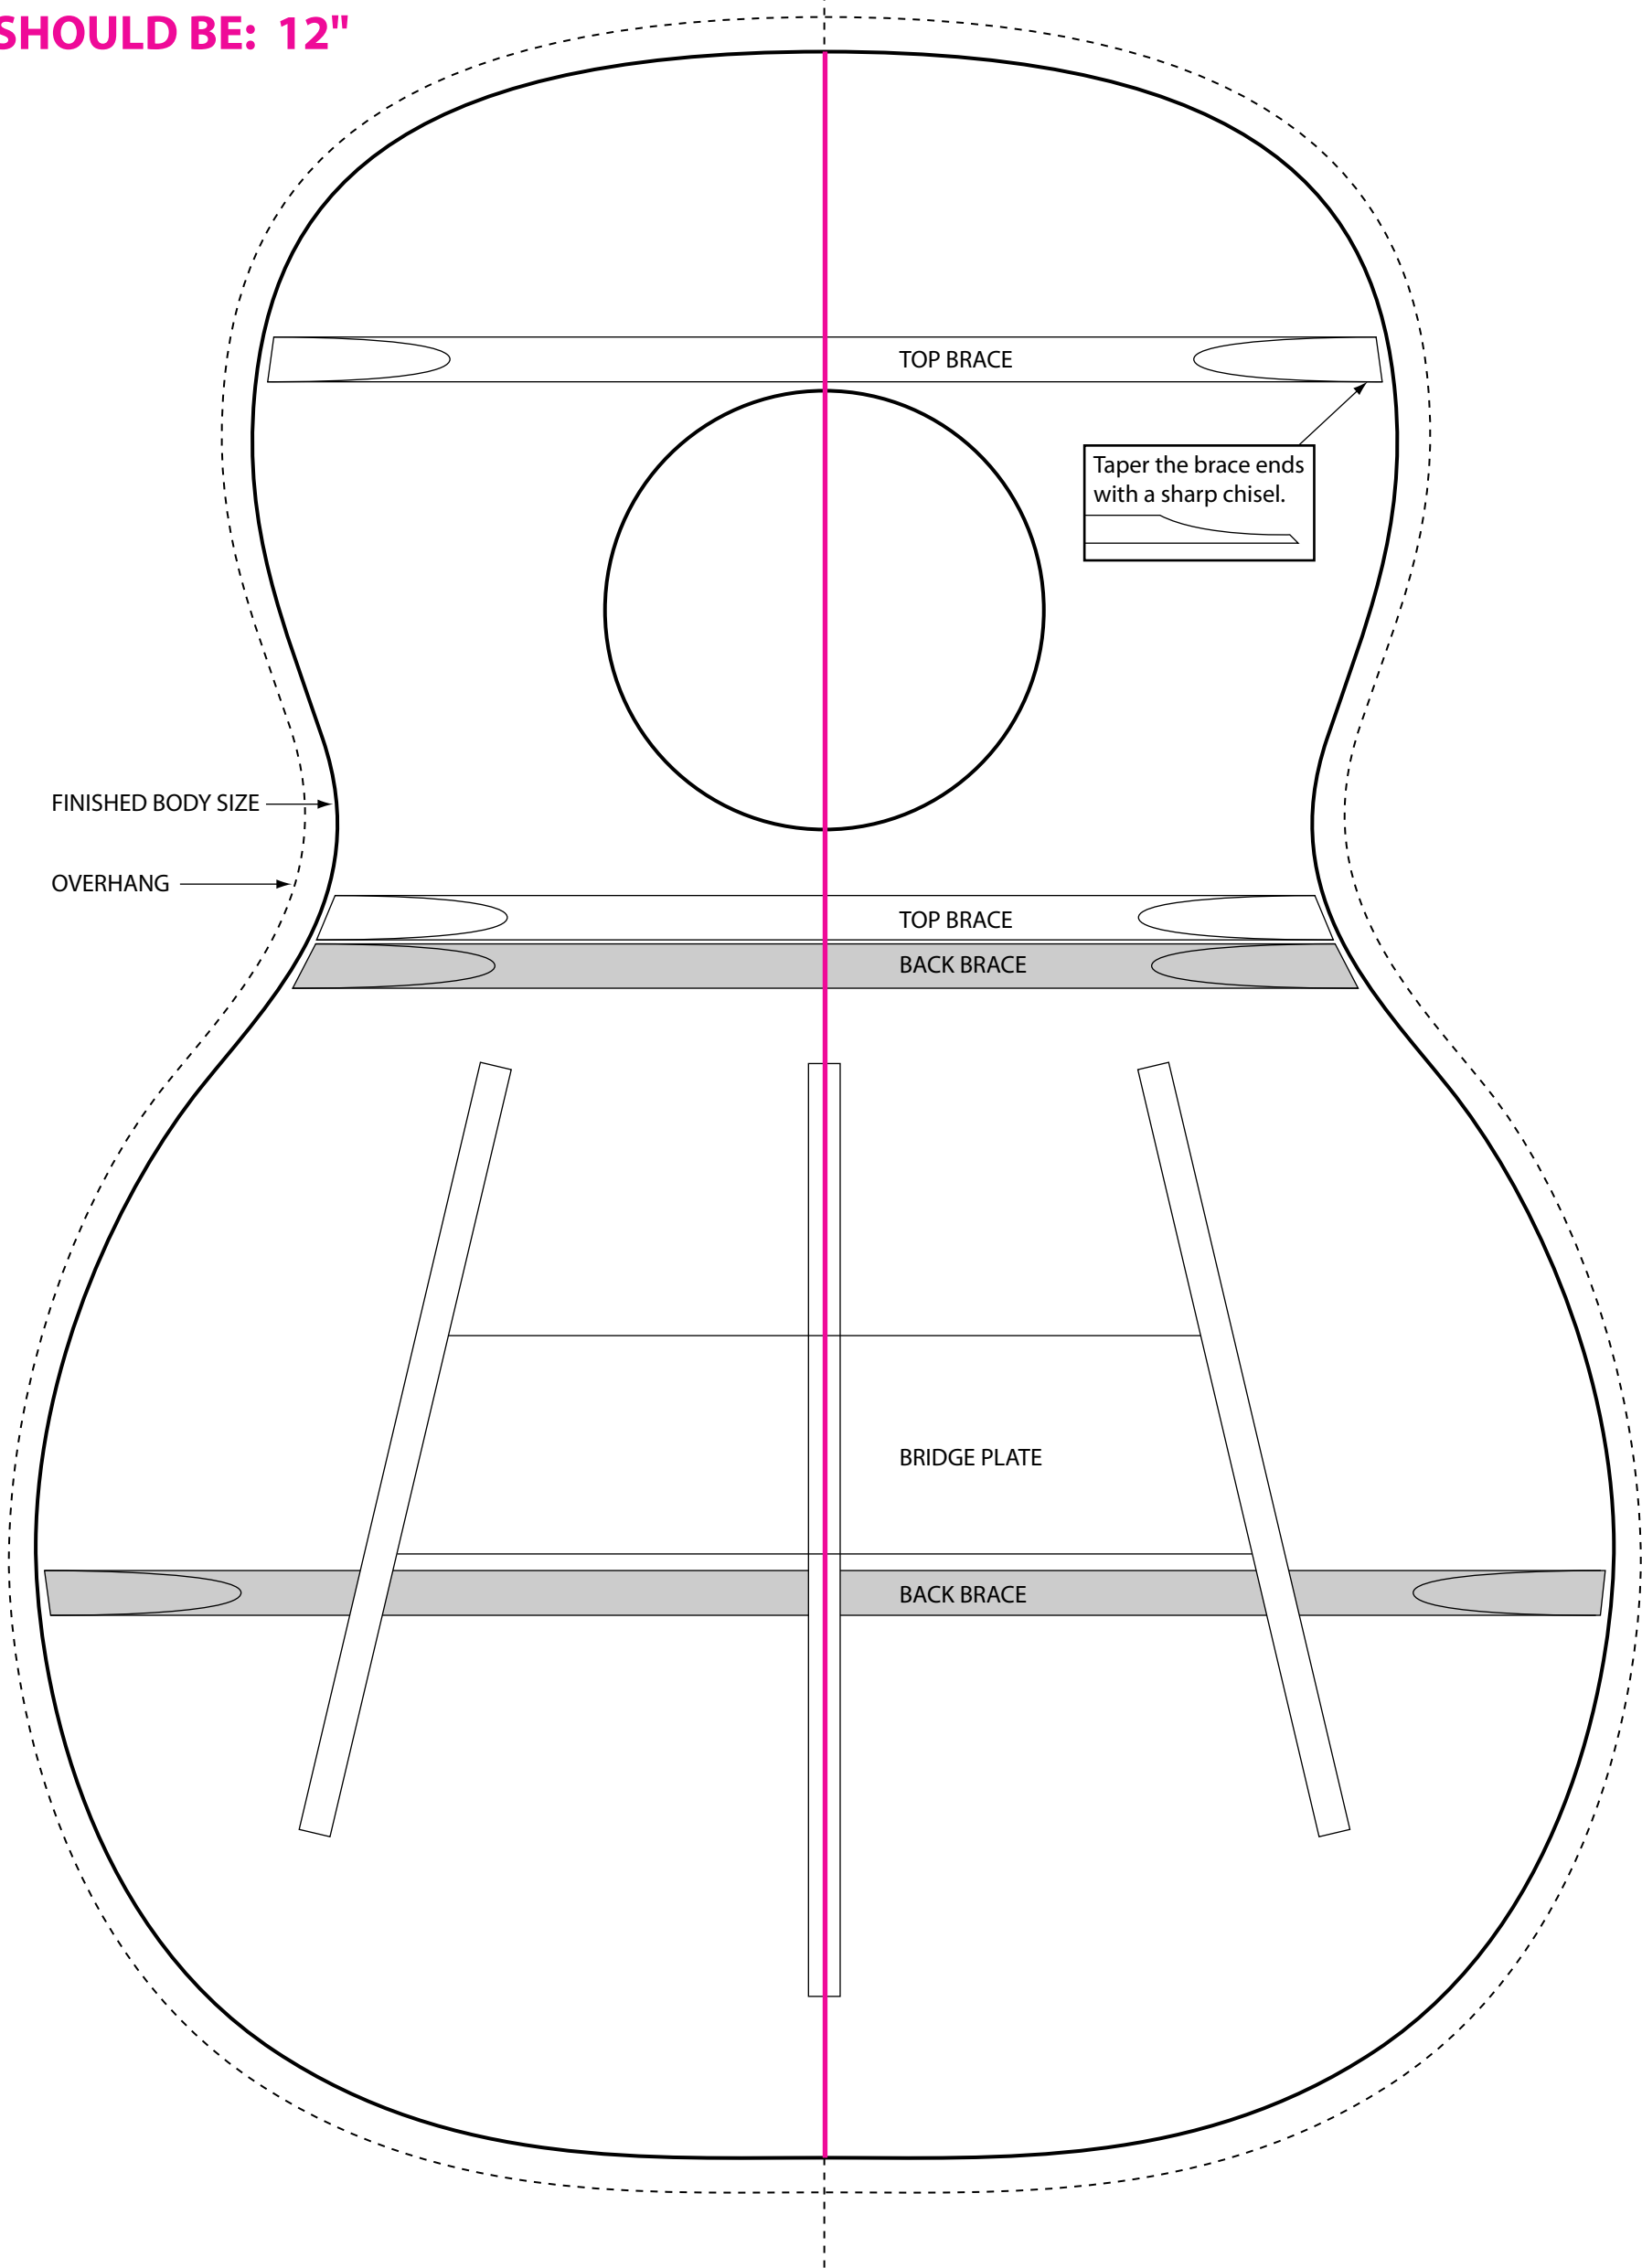 SHOULD BE: 12"
TOP BRACE
Taper the brace ends
with a sharp chisel.
FINISHED BODY SIZE
OVERHANG
TOP BRACE
BACK BRACE
BRIDGE PLATE
BACK BRACE